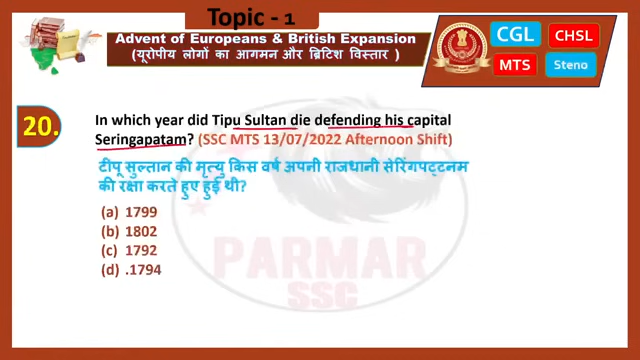 Topic - 1
Advent of Europeans & British Expansion
(यूरोपीय लोगों का आगमन और ब्रिटिश विस्तार )
CGL
CHSL
MTS
Steno
20.
In which year did Tipu Sultan die defending his capital
Seringapatam? (SSC MTS 13/07/2022 Afternoon Shift)
टीपू सुल्तान की मृत्यु किस वर्ष अपनी राजधानी सेरिंगपट्टनम
की रक्षा करते हुए हुई थी?
(a) 1799
(b) 1802
(c) 1792
(d) .1794
PARMAR
SSC